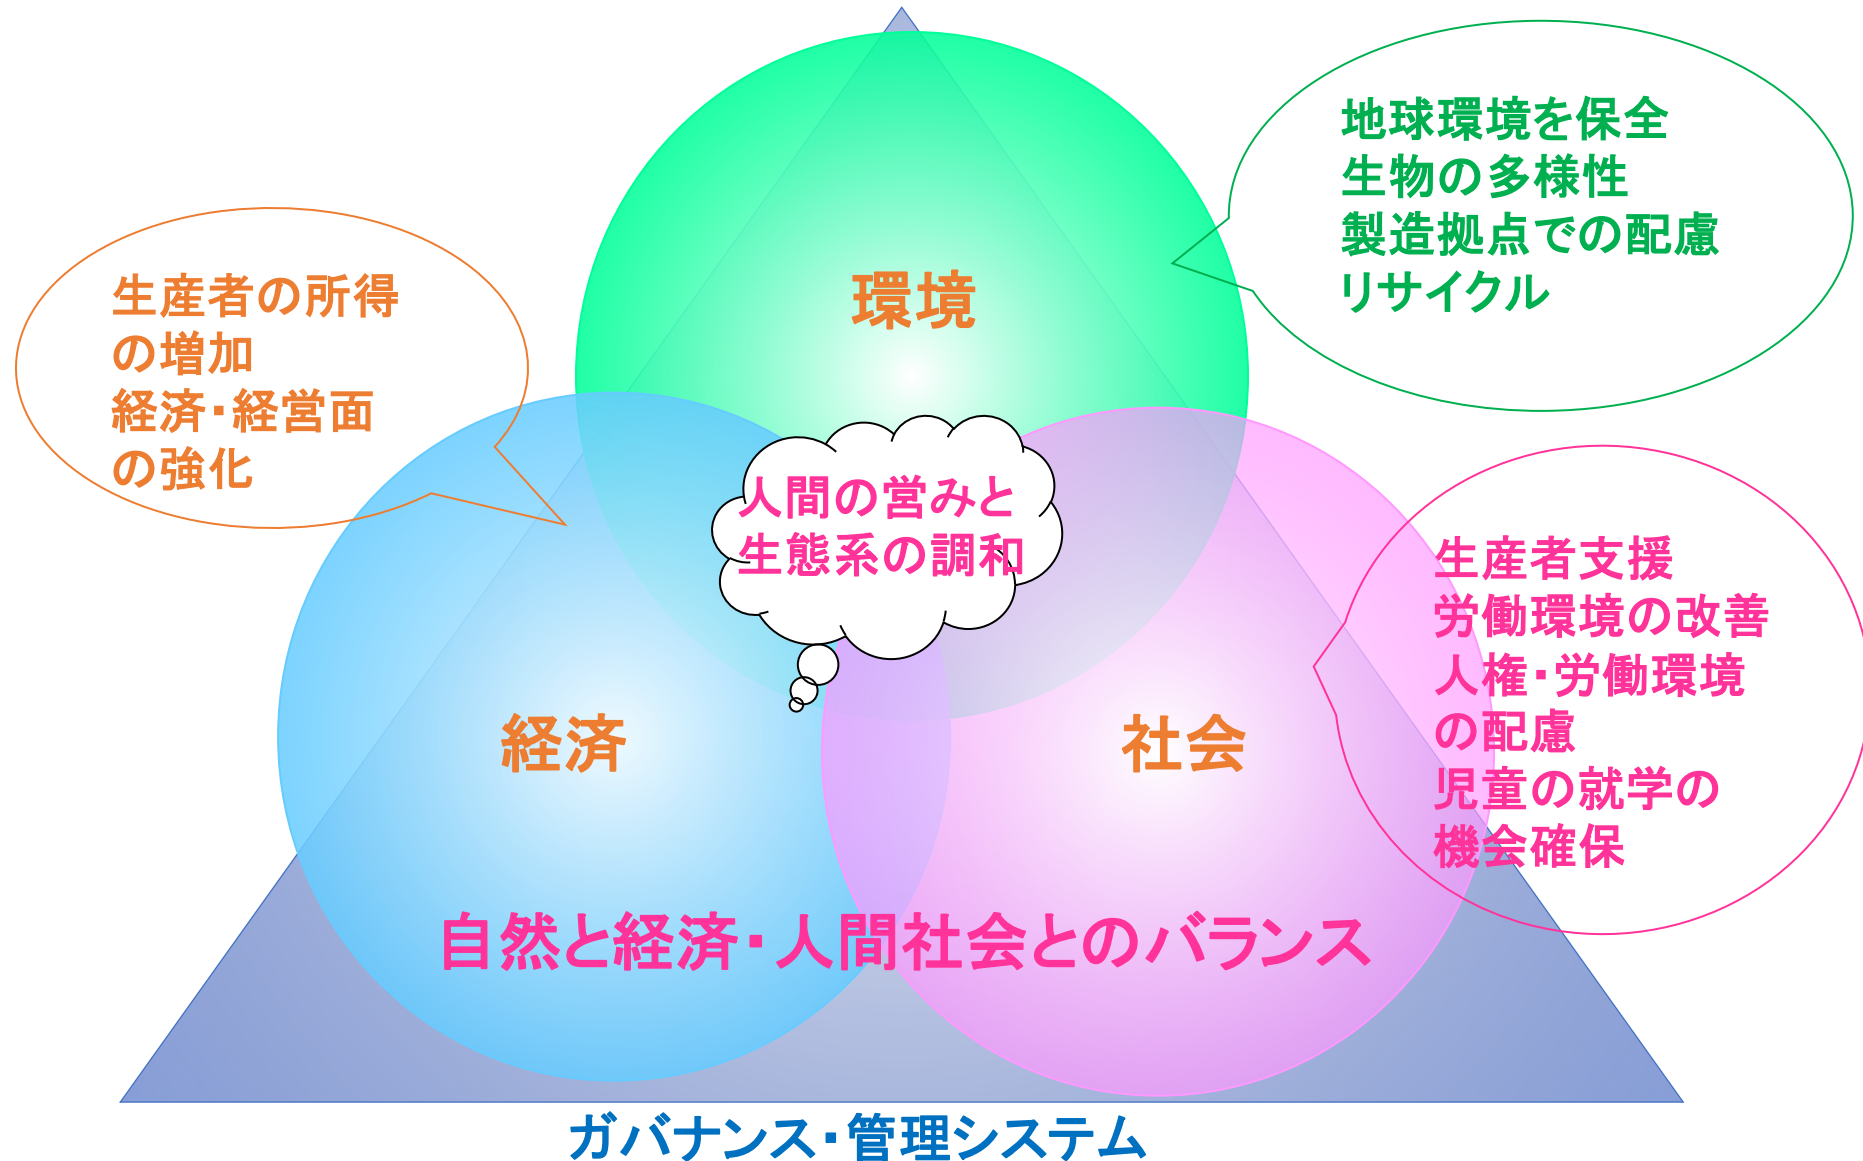 環境
地球環境を保全
生物の多様性
製造拠点での配慮
リサイクル
生産者の所得
の増加
経済・経営面
の強化
人間の営みと
生態系の調和
生産者支援
労働環境の改善
人権・労働環境
の配慮
児童の就学の
機会確保
経済
社会
自然と経済・人間社会とのバランス
ガバナンス・管理システム